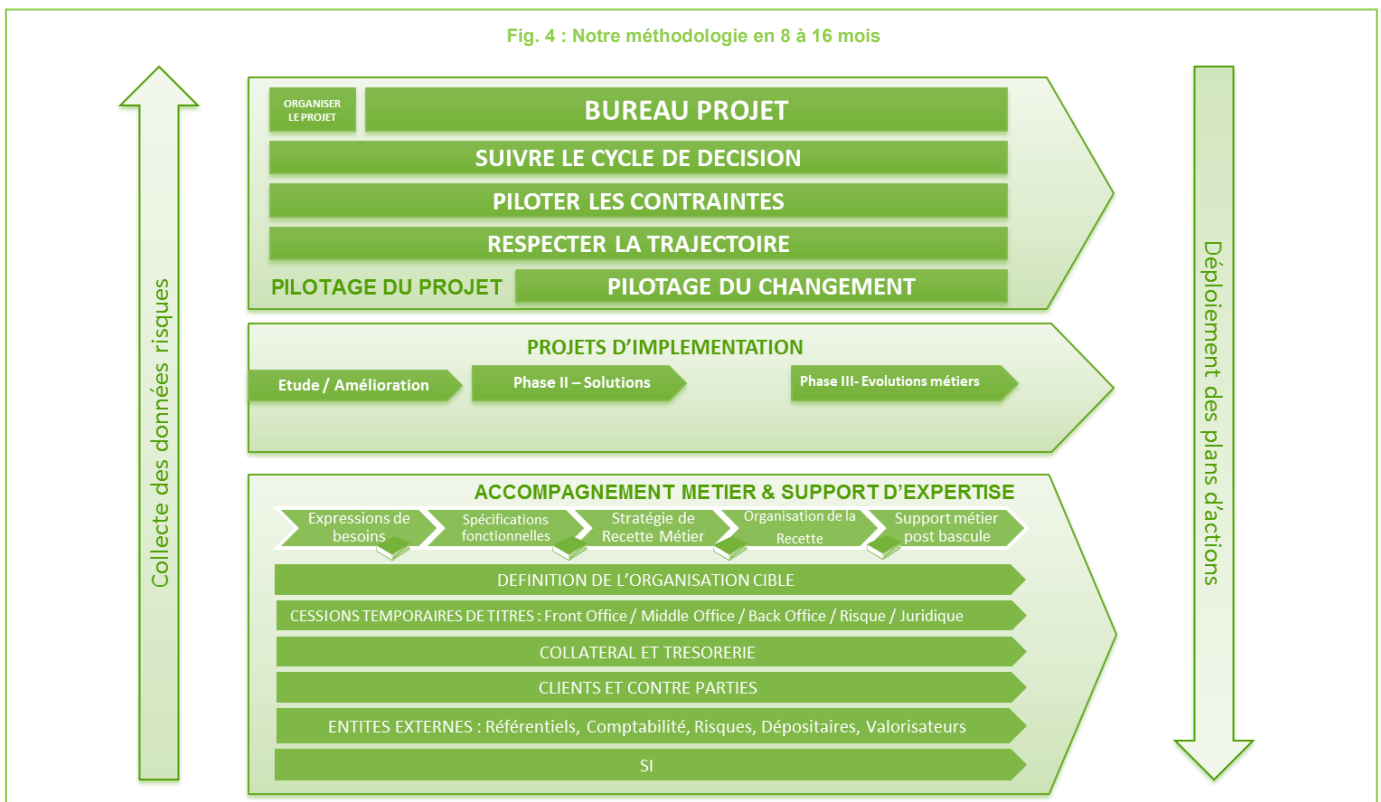 Fig. 4 : Notre méthodologie en 8 à 16 mois
Collecte des données risques
ORGANISER
LE PROJET
BUREAU PROJET
SUIVRE LE CYCLE DE DECISION
PILOTER LES CONTRAINTES
RESPECTER LA TRAJECTOIRE
PILOTAGE DU PROJET
PILOTAGE DU CHANGEMENT
PROJETS D’IMPLEMENTATION
Etude / Amélioration
Phase II – Solutions
Phase III- Evolutions métiers
ACCOMPAGNEMENT METIER & SUPPORT D’EXPERTISE
Expressions de
besoins
Spécifications
fonctionnelles
Stratégie de
Recette Métier
Organisation de la
Recette
Support métier
post bascule
DEFINITION DE L’ORGANISATION CIBLE
CESSIONS TEMPORAIRES DE TITRES : Front Office / Middle Office / Back Office / Risque / Juridique
COLLATERAL ET TRESORERIE
CLIENTS ET CONTRE PARTIES
ENTITES EXTERNES : Référentiels, Comptabilité, Risques, Dépositaires, Valorisateurs
SI
Déploiement des plans d’actions